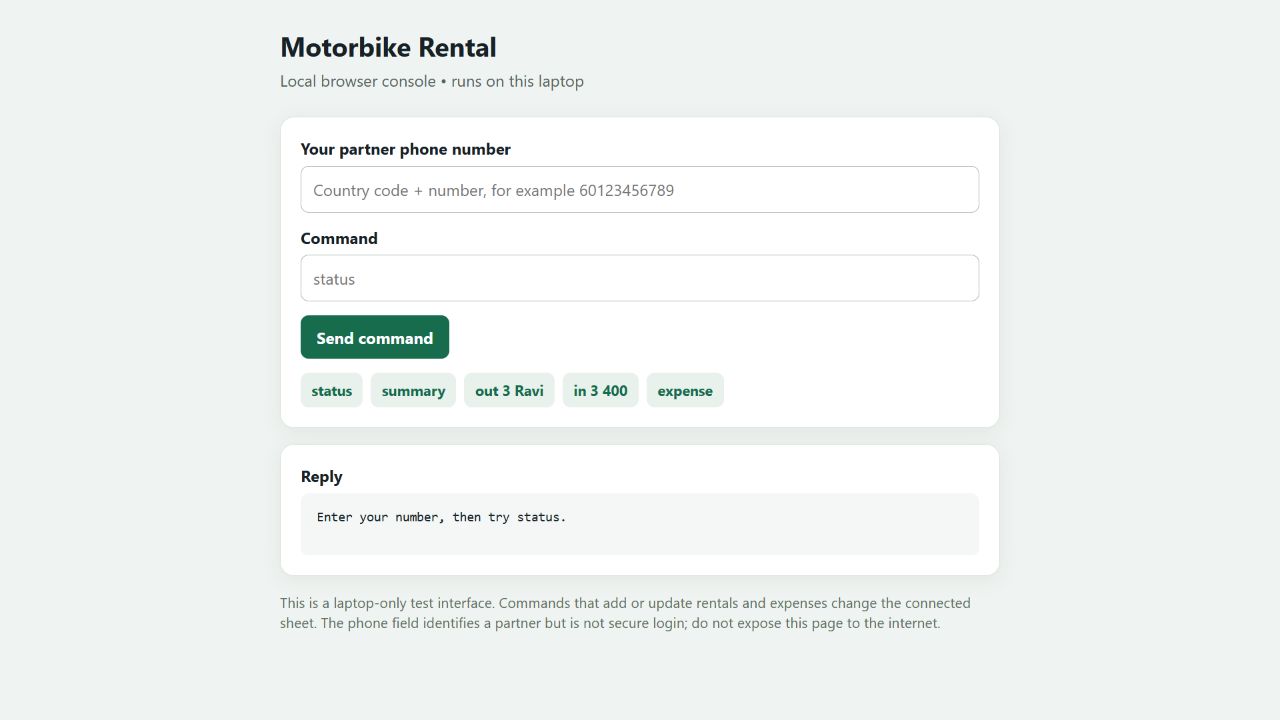 Motorbike Rental
Local browser console • runs on this laptop
Your partner phone number
Country code + number, for example 60123456789
Command
status
Send command
status summary out 3 Ravi in 3 400 expense
Reply
Enter your number, then try status.
This is a laptop-only test interface. Commands that add or update rentals and expenses change the connected
sheet. The phone field identifies a partner but is not secure login; do not expose this page to the internet.